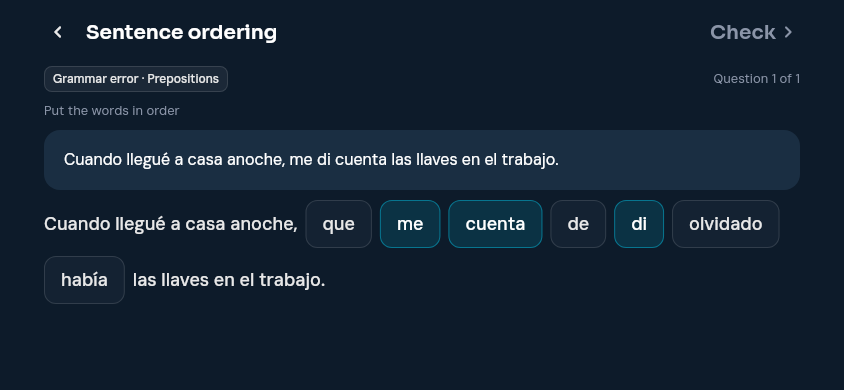 Sentence ordering
Check
Grammar error · Prepositions
Question 1 of 1
Put the words in order
Cuando llegué a casa anoche, me di cuenta las llaves en el trabajo.
Cuando llegué a casa anoche, que me cuenta de di olvidado
había las llaves en el trabajo.